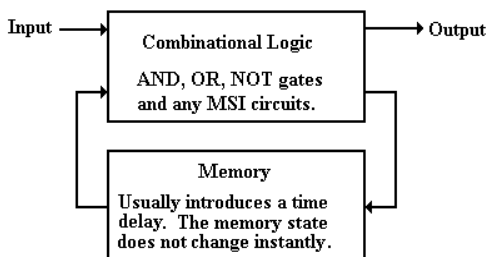 Input
Output
Combinational Logic
AND, OR, NOT gates
and any MSI circuits.
Memory
Usually introduces a time
delay. The memory state
does not change instantly.